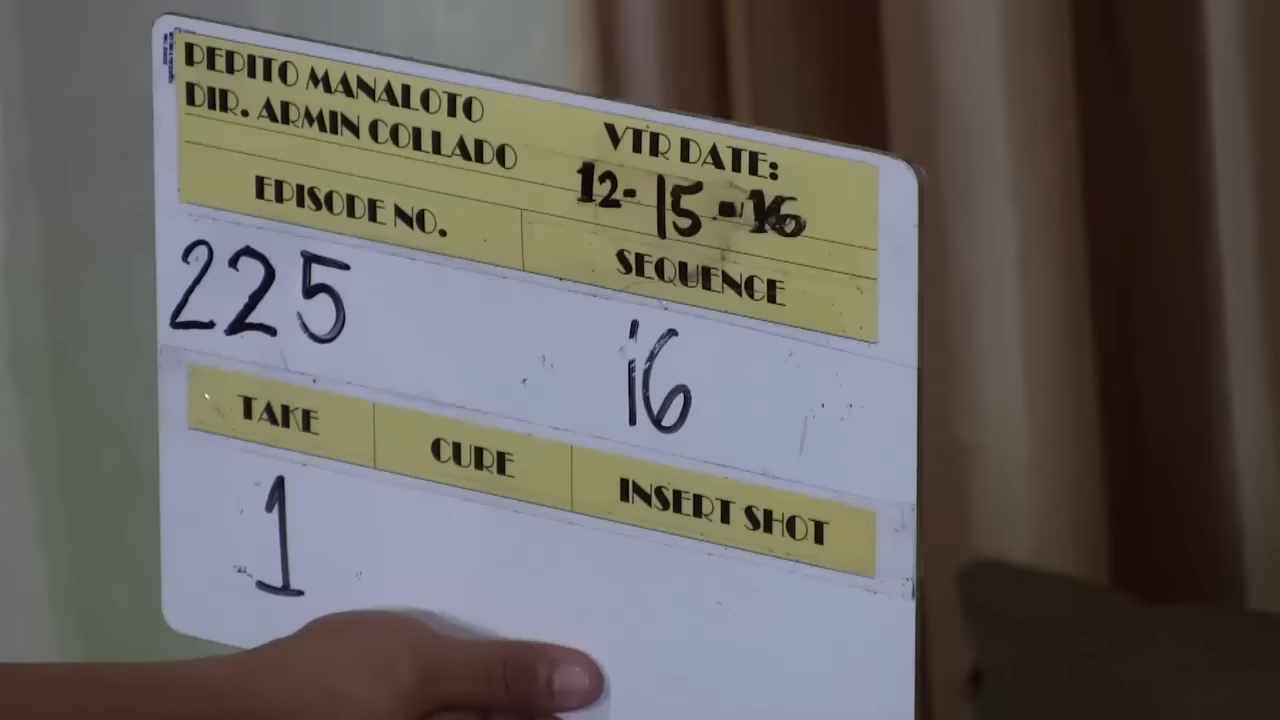 PEPITO MANALOTO
DIR. ARMIN COLLADO
VTR DATE:
12-15-16
EPISODE NO.
SEQUENCE
225
16
TAKE
CURE
INSERT SHOT
1